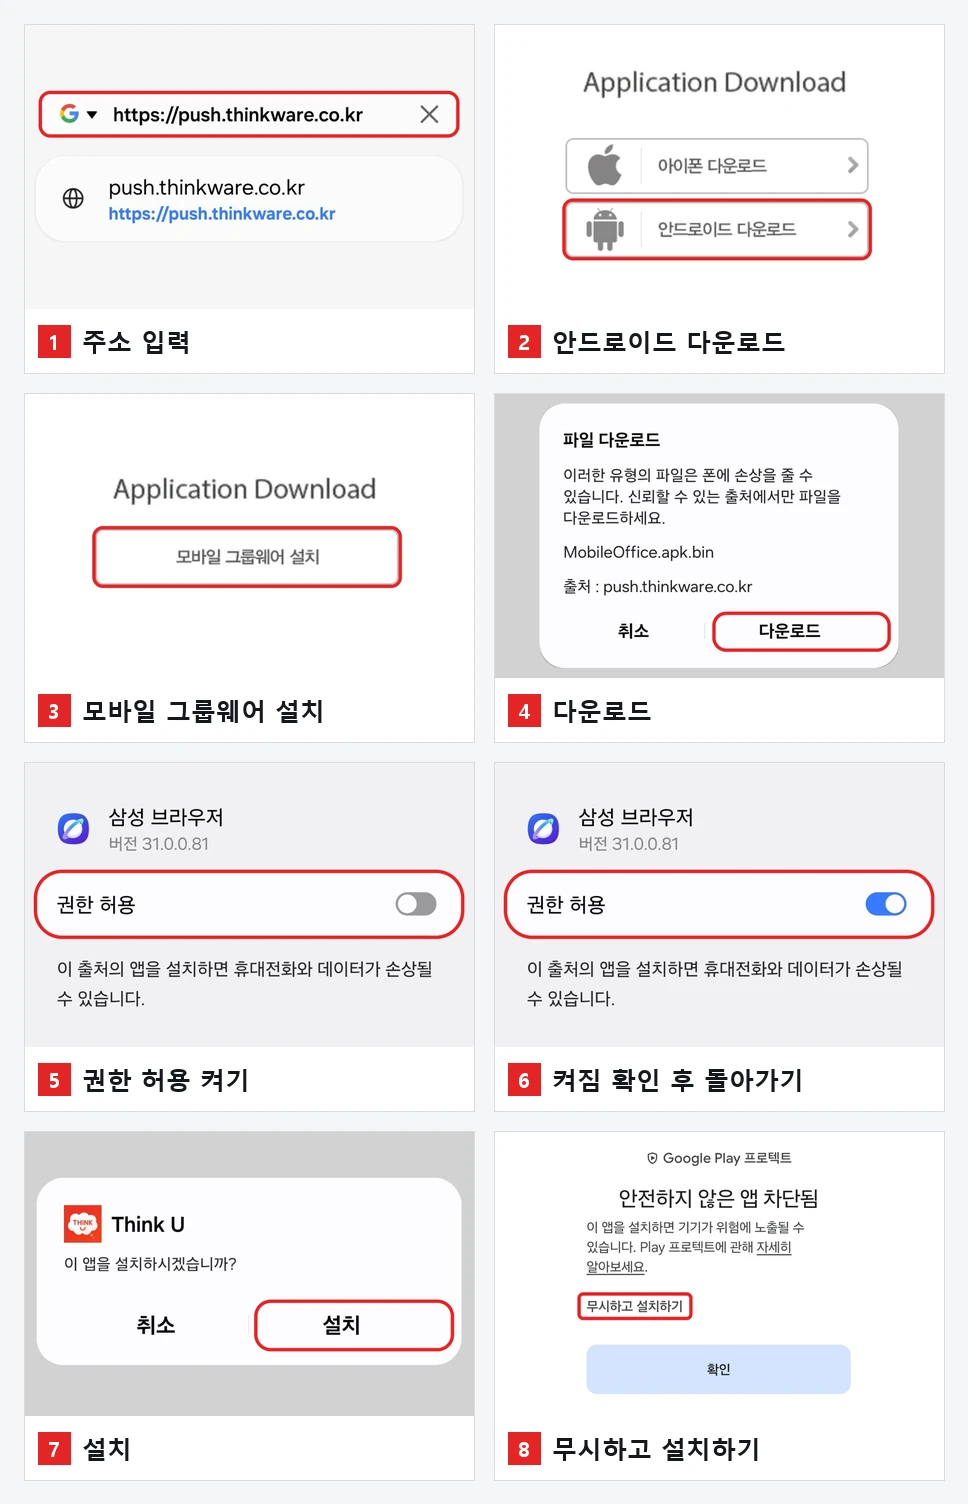 https://push.thinkware.co.kr
push.thinkware.co.kr
https://push.thinkware.co.kr
1 주소 입력
Application Download
아이폰 다운로드
안드로이드 다운로드
2 안드로이드 다운로드
Application Download
모바일 그룹웨어 설치
3 모바일 그룹웨어 설치
파일 다운로드
이러한 유형의 파일은 폰에 손상을 줄 수
있습니다. 신뢰할 수 있는 출처에서만 파일을
다운로드하세요.
MobileOffice.apk.bin
출처 : push.thinkware.co.kr
취소 다운로드
4 다운로드
삼성 브라우저
버전 31.0.0.81
권한 허용
이 출처의 앱을 설치하면 휴대전화와 데이터가 손상될
수 있습니다.
5 권한 허용 켜기
삼성 브라우저
버전 31.0.0.81
권한 허용
이 출처의 앱을 설치하면 휴대전화와 데이터가 손상될
수 있습니다.
6 켜짐 확인 후 돌아가기
THINK
Think U
이 앱을 설치하시겠습니까?
취소 설치
7 설치
Google Play 프로텍트
안전하지 않은 앱 차단됨
이 앱을 설치하면 기기가 위험에 노출될 수
있습니다. Play 프로텍트에 관해 자세히
알아보세요.
무시하고 설치하기
확인
8 무시하고 설치하기